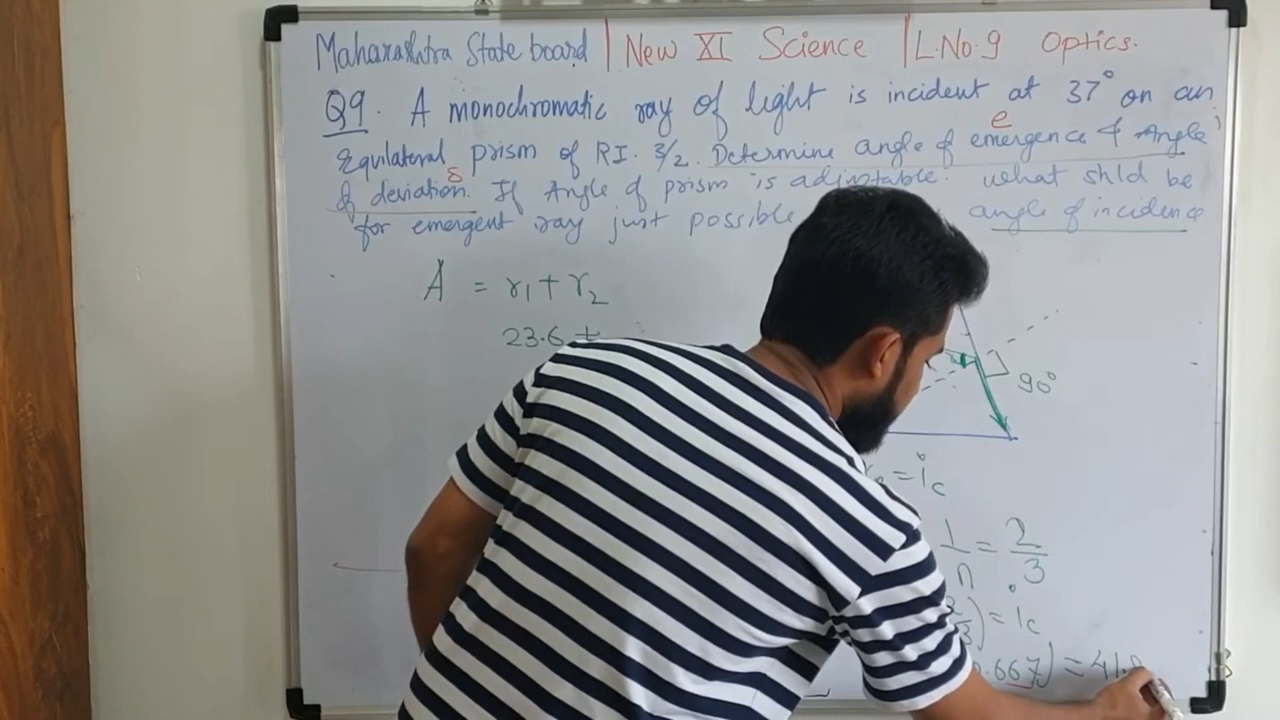 Maharashtra State board | New XI Science | L.No.9 Optics.
Q9. A monochromatic ray of light is incident at 37° on an
e
Equilateral prism of RI. 3/2. Determine angle of emergence & Angle
δ
of deviation. If Angle of prism is adjustable. what shld be
for emergent ray just possible angle of incidence
A = r1 + r2
23.6 +
90°
= ic
1/n = 2/3
) = ic
.667) = 41.